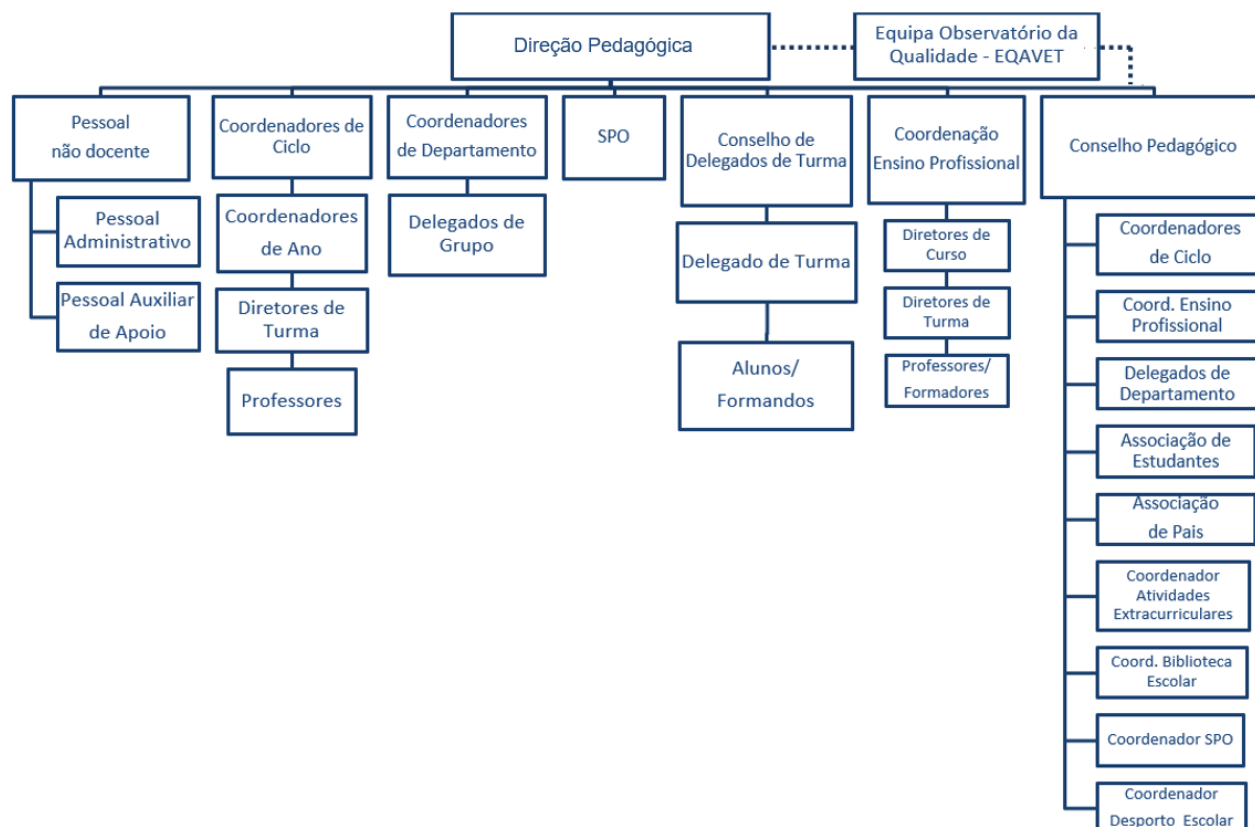 Direção Pedagógica
Equipa Observatório da
Qualidade - EQAVET
Pessoal
não docente
Pessoal
Administrativo
Pessoal Auxiliar
de Apoio
Coordenadores de
Ciclo
Coordenadores
de Ano
Diretores de
Turma
Professores
Coordenadores
de Departamento
Delegados de
Grupo
SPO
Conselho de
Delegados de Turma
Delegado de Turma
Alunos/
Formandos
Coordenação
Ensino Profissional
Diretores de
Curso
Diretores de
Turma
Professores/
Formadores
Conselho Pedagógico
Coordenadores
de Ciclo
Coord. Ensino
Profissional
Delegados de
Departamento
Associação de
Estudantes
Associação
de Pais
Coordenador
Atividades
Extracurriculares
Coord. Biblioteca
Escolar
Coordenador SPO
Coordenador
Desporto Escolar